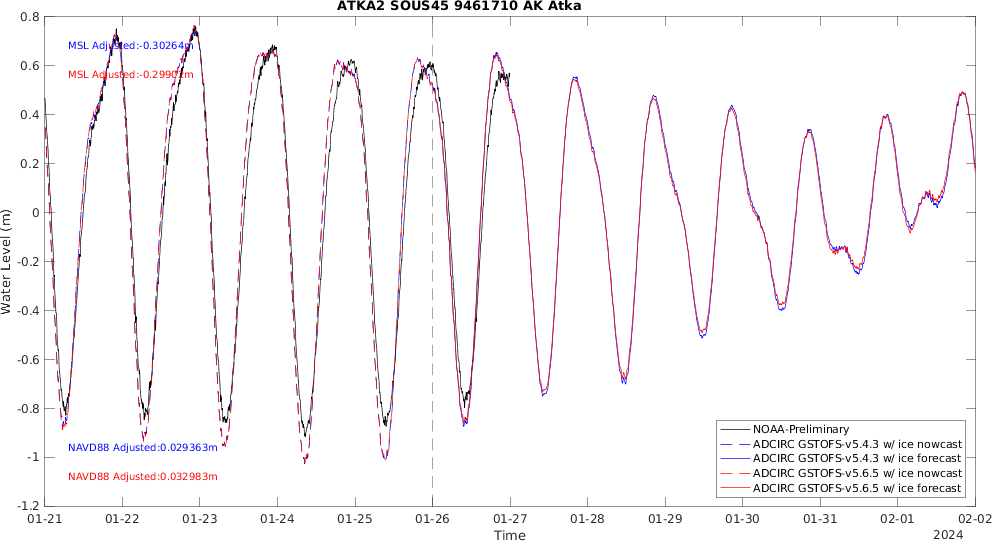 ATKA2 SOUS45 9461710 AK Atka
0.8
0.6
0.4
0.2
0
-0.2
-0.4
-0.6
-0.8
-1
-1.2
Water Level (m)
MSL Adjusted:-0.30264m
MSL Adjusted:-0.29902m
NAVD88 Adjusted:0.029363m
NAVD88 Adjusted:0.032983m
NOAA-Preliminary
ADCIRC GSTOFS-v5.4.3 w/ ice nowcast
ADCIRC GSTOFS-v5.4.3 w/ ice forecast
ADCIRC GSTOFS-v5.6.5 w/ ice nowcast
ADCIRC GSTOFS-v5.6.5 w/ ice forecast
01-21 01-22 01-23 01-24 01-25 01-26 01-27 01-28 01-29 01-30 01-31 02-01 02-02
Time
2024